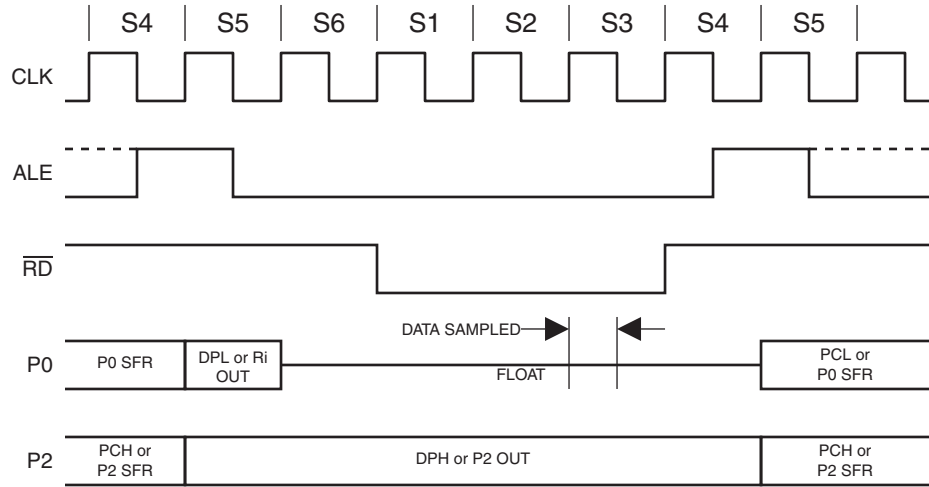 S4 S5 S6 S1 S2 S3 S4 S5
CLK
ALE
RD
DATA SAMPLED
P0
P0 SFR
DPL or Ri
OUT
FLOAT
PCL or
P0 SFR
P2
PCH or
P2 SFR
DPH or P2 OUT
PCH or
P2 SFR